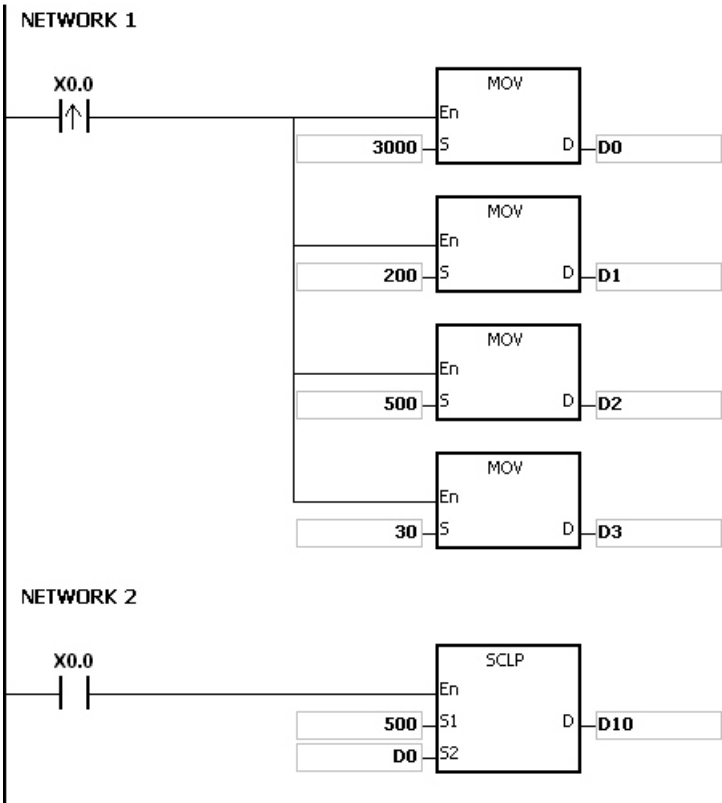 NETWORK 1
X0.0
MOV
En
3000 S D D0
MOV
En
200 S D D1
MOV
En
500 S D D2
MOV
En
30 S D D3
NETWORK 2
X0.0
SCLP
En
500 S1 D D10
D0 S2